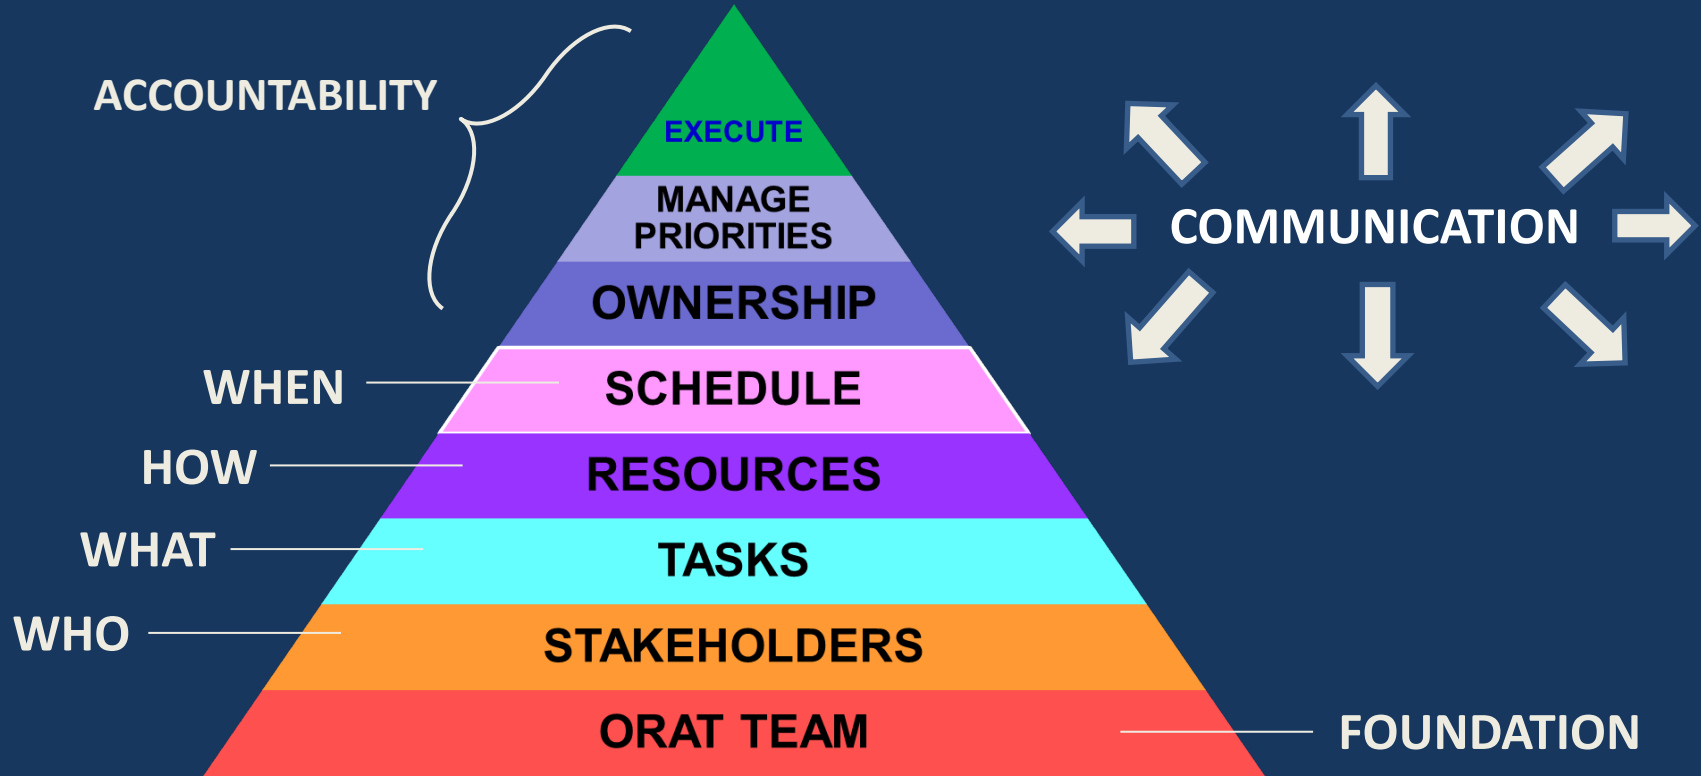 ACCOUNTABILITY
EXECUTE
MANAGE
PRIORITIES
COMMUNICATION
OWNERSHIP
WHEN
SCHEDULE
HOW
RESOURCES
WHAT
TASKS
WHO
STAKEHOLDERS
ORAT TEAM
FOUNDATION